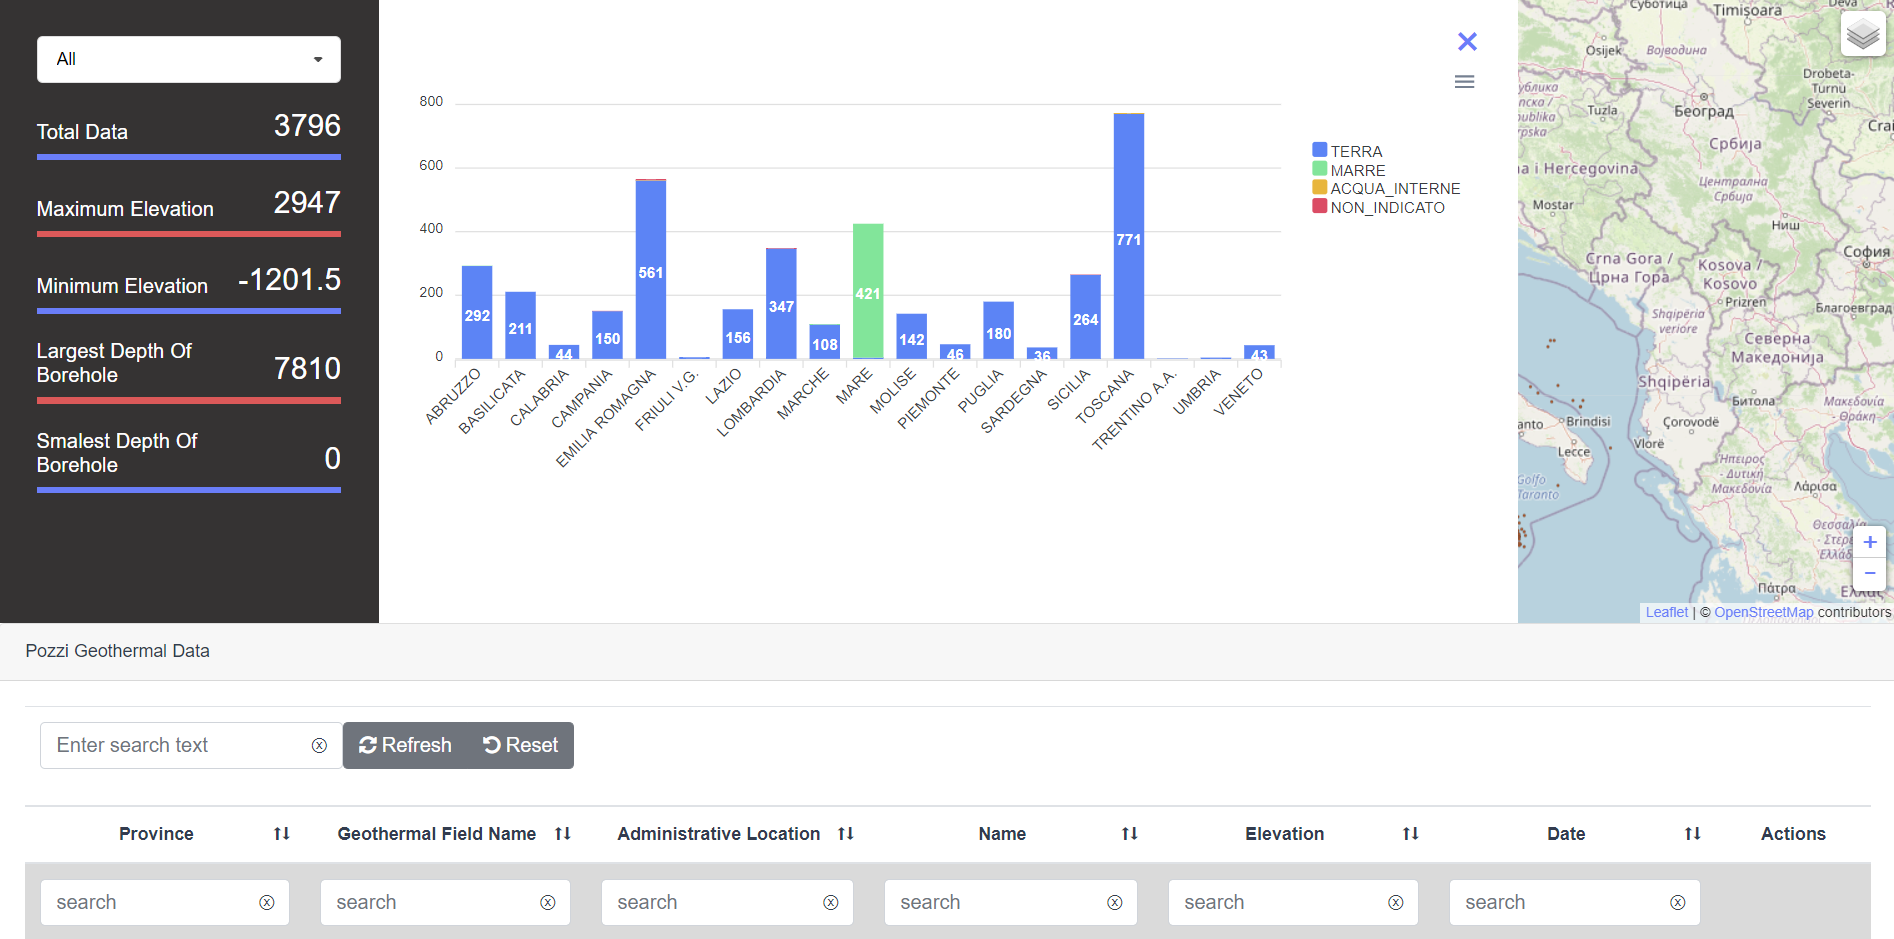 All
Total Data 3796
Maximum Elevation 2947
Minimum Elevation -1201.5
Largest Depth Of
Borehole 7810
Smalest Depth Of
Borehole 0
800
600
400
200
0
292
211
44
150
561
156
347
108
421
142
46
180
36
264
771
43
ABRUZZO
BASILICATA
CALABRIA
CAMPANIA
EMILIA ROMAGNA
FRIULI V.G.
LAZIO
LOMBARDIA
MARCHE
MARE
MOLISE
PIEMONTE
PUGLIA
SARDEGNA
SICILIA
TOSCANA
TRENTINO A.A.
UMBRIA
VENETO
TERRA
MARRE
ACQUA_INTERNE
NON_INDICATO
Суботица
Timișoara
Deva
Osijek
Војводина
Drobeta-
Turnu
Severin
Tuzla
Београд
Србија
Crai
a i Hercegovina
Централна
Србија
Mostar
Ниш
Crna Gora /
Црна Гора
Kosova /
Kosovo
София
Prizren
Благоевград
Shqipëria
veriore
Северна
Македонија
Shqipëria
Битола
Μακεδονία
- Θράκη
Brindisi
anto
Lecce
Çorovodë
Vlorë
Ήπειρος
- Δυτική
Μακεδονία
Λάρισα
Golfo
Taranto
Θεσσαλία
- Στερε
Ελλάδ
Πάτρα
+
−
Leaflet | © OpenStreetMap contributors
Pozzi Geothermal Data
Enter search text
Refresh Reset
Province Geothermal Field Name Administrative Location Name Elevation Date Actions
search search search search search search